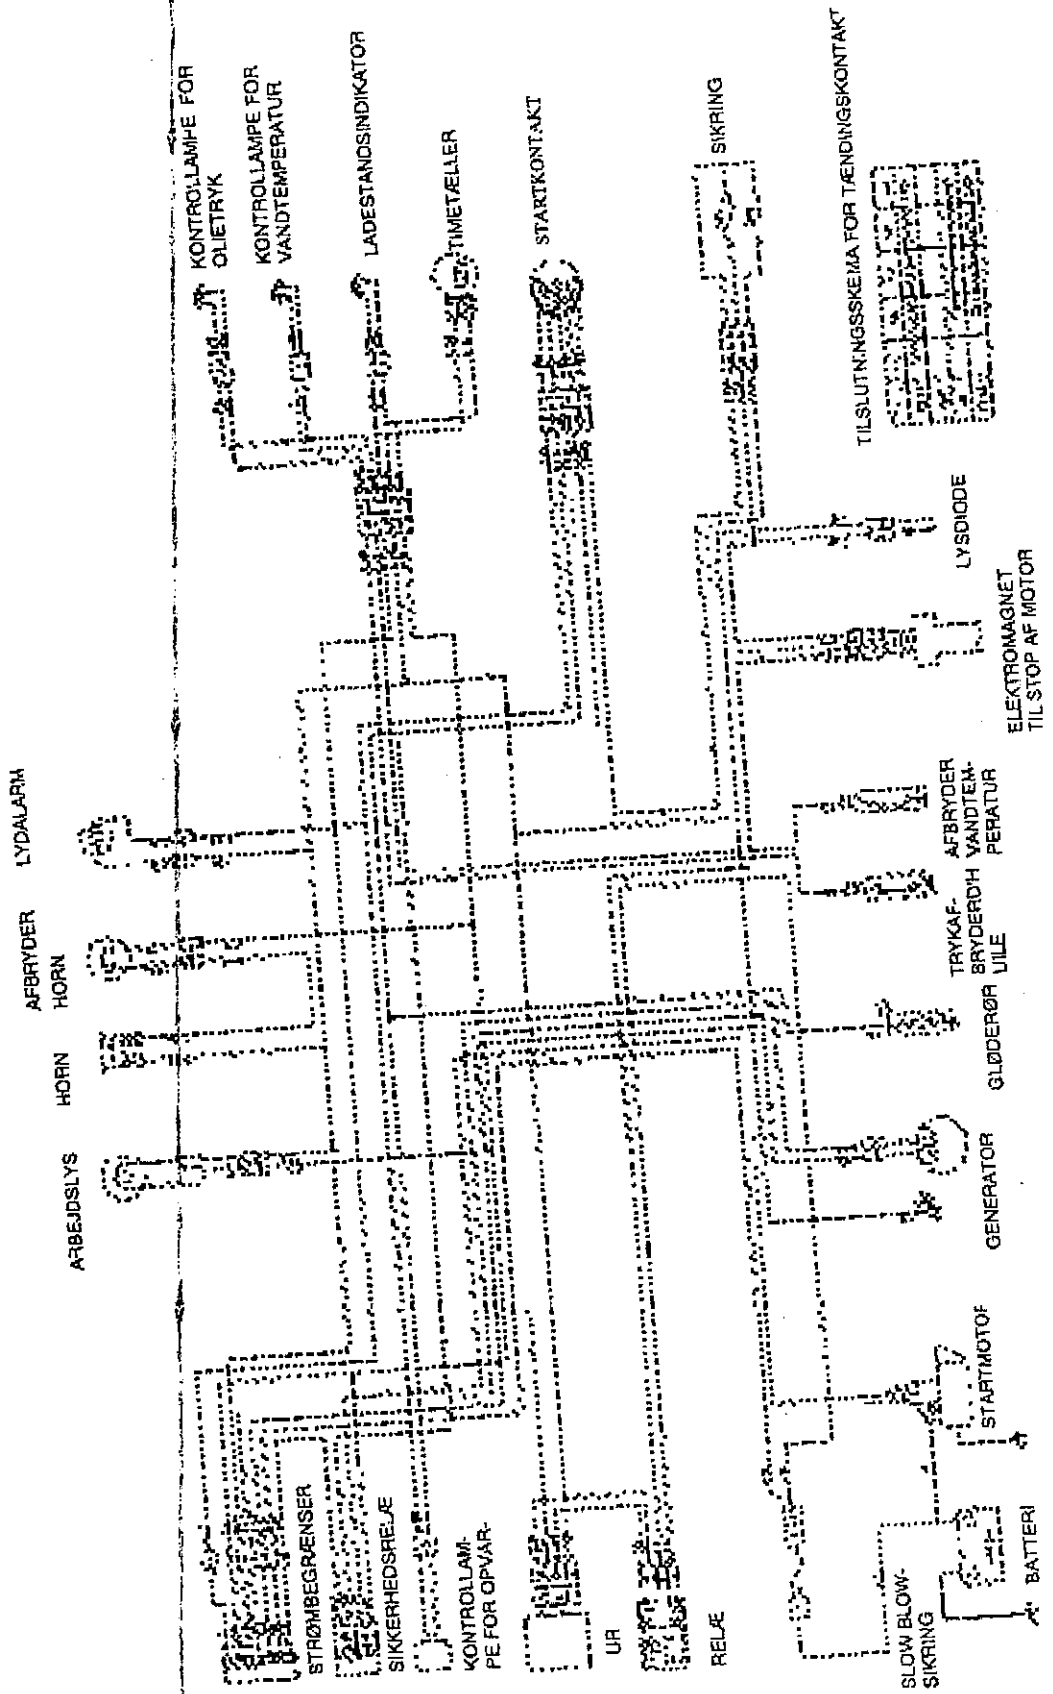 LYDALARM
AFBRYDER
HORN
HORN
ARBEJDSLYS
KONTROLLAMPE FOR
OLIETRYK
KONTROLLAMPE FOR
VANDTEMPERATUR
LADESTANDSINDIKATOR
TIMETÆLLER
STARTKONTAKT
SIKRING
TILSLUTNINGSSKEMA FOR TÆNDINGSKONTAKT
STRØMBEGRÆNSER
SIKKERHEDSRELÆ
KONTROLLAM-
PE FOR OPVAR-
UR
RELÆ
SLOW BLOW-
SIKRING
BATTERI
STARTMOTOR
GENERATOR
GLØDERØR
TRYKAF-
BRYDERD'H
UILE
AFBRYDER
VANDTEM-
PERATUR
ELEKTROMAGNET
TIL STOP AF MOTOR
LYSDIODE